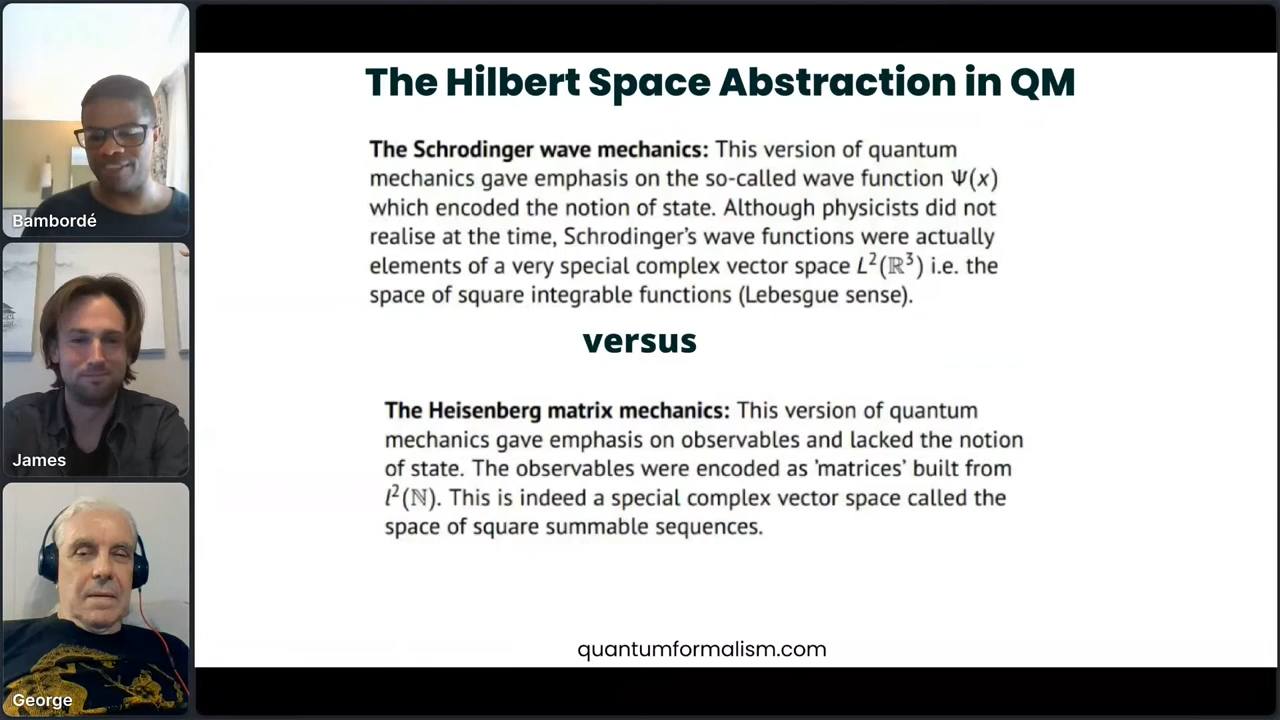 Bambordé
James
George
The Hilbert Space Abstraction in QM
The Schrodinger wave mechanics: This version of quantum
mechanics gave emphasis on the so-called wave function Ψ(x)
which encoded the notion of state. Although physicists did not
realise at the time, Schrodinger's wave functions were actually
elements of a very special complex vector space L²(ℝ³) i.e. the
space of square integrable functions (Lebesgue sense).
versus
The Heisenberg matrix mechanics: This version of quantum
mechanics gave emphasis on observables and lacked the notion
of state. The observables were encoded as 'matrices' built from
l²(ℕ). This is indeed a special complex vector space called the
space of square summable sequences.
quantumformalism.com